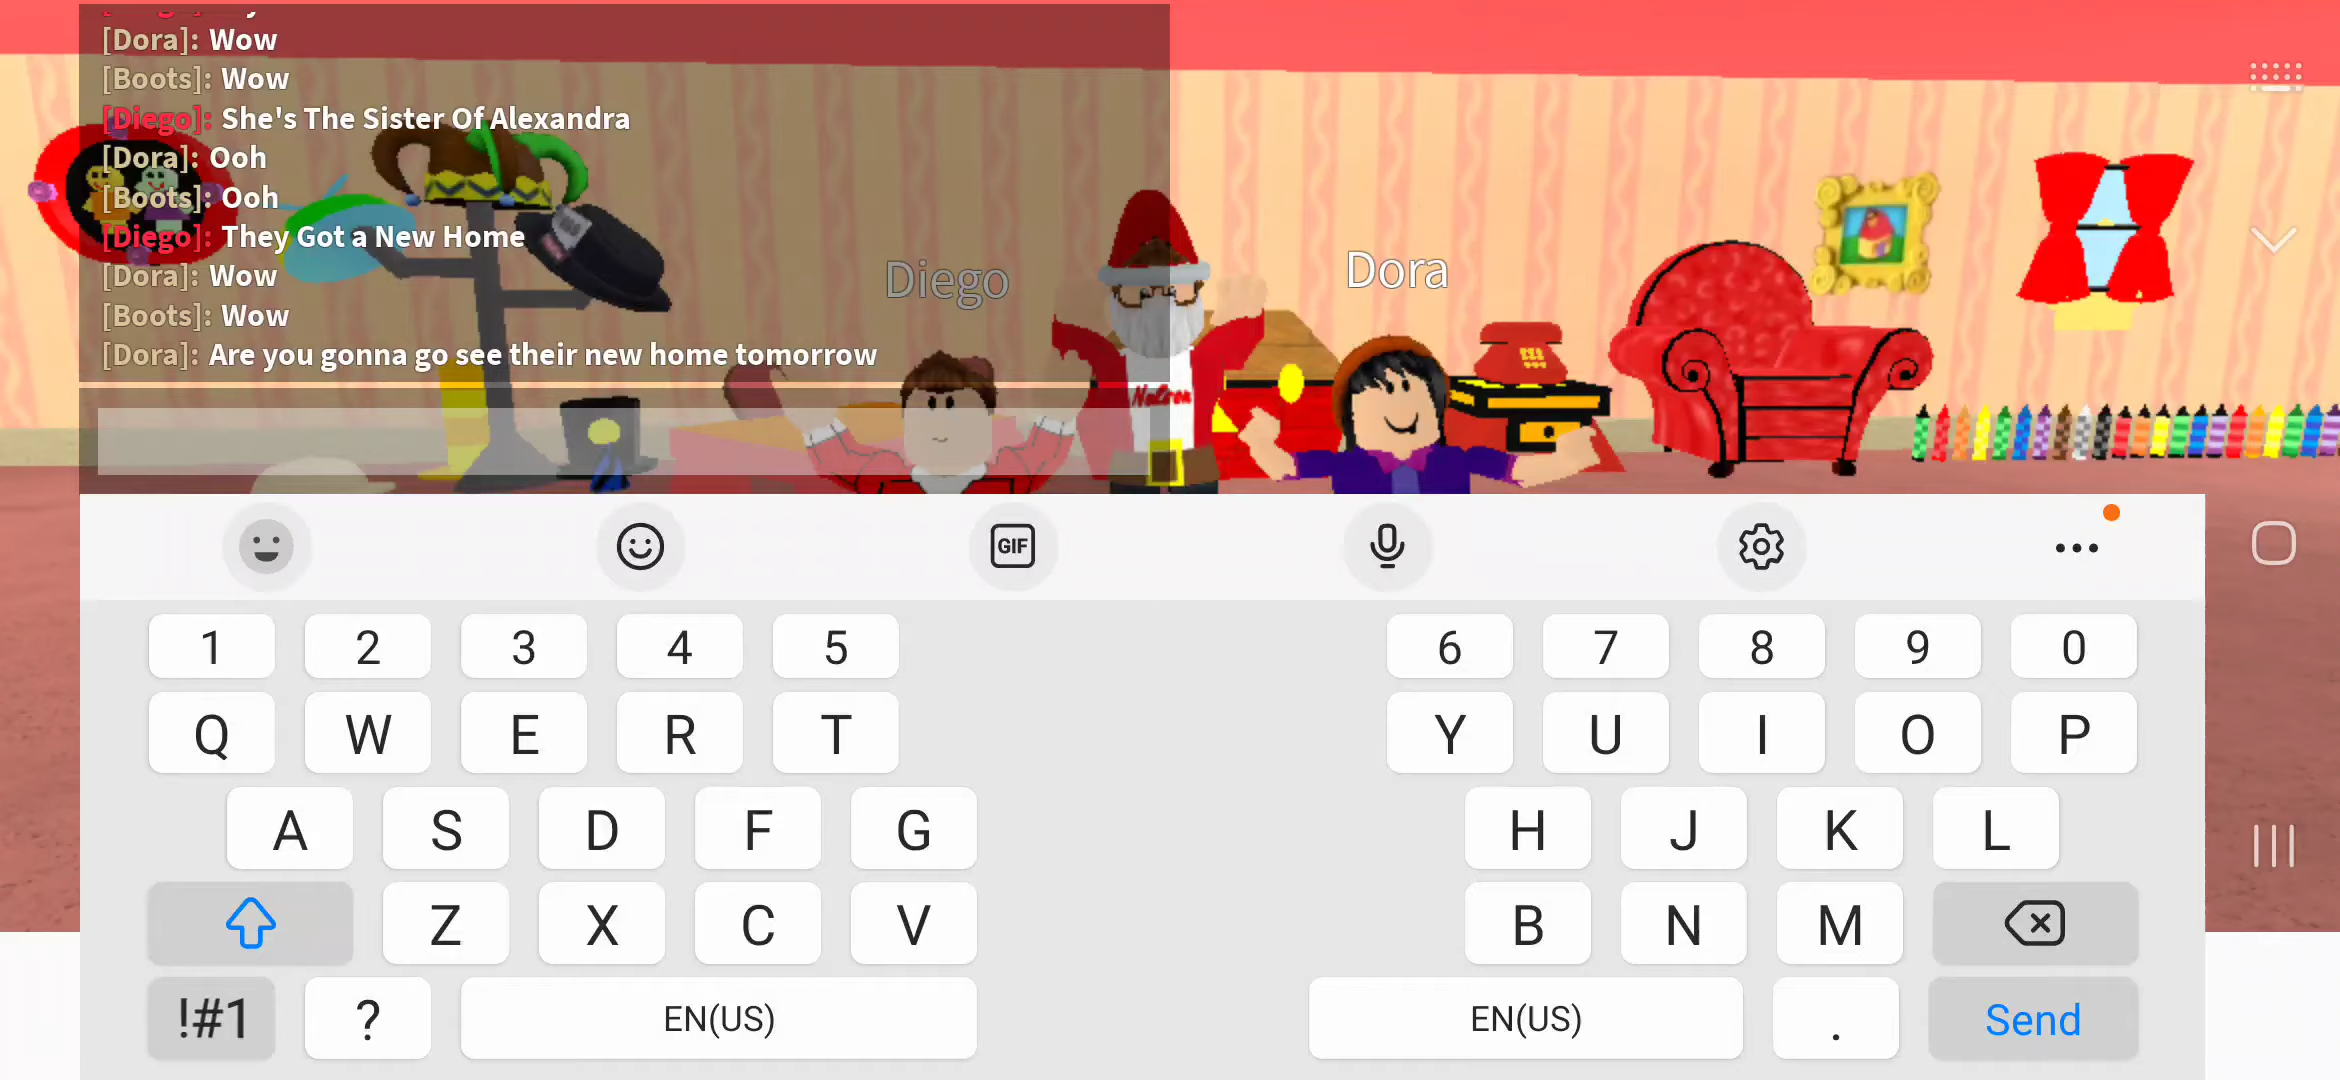 [Dora]: Wow
[Boots]: Wow
[Diego]: She's The Sister Of Alexandra
[Dora]: Ooh
[Boots]: Ooh
[Diego]: They Got a New Home
[Dora]: Wow
[Boots]: Wow
[Dora]: Are you gonna go see their new home tomorrow
Diego
Dora
GIF
1 2 3 4 5 6 7 8 9 0
Q W E R T Y U I O P
A S D F G H J K L
Z X C V B N M
!#1 ? EN(US) EN(US) . Send